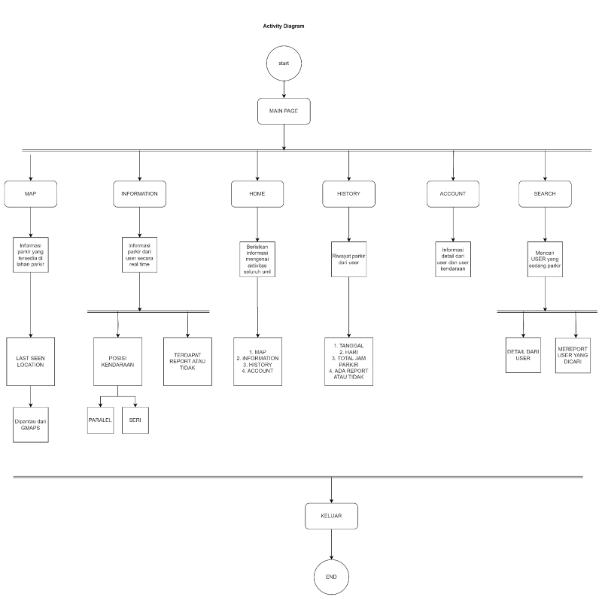 Activity Diagram
start
MAIN PAGE
MAP
INFORMATION
HOME
HISTORY
ACCOUNT
SEARCH
Informasi
parkir yang
tersedia di
lahan parkir
Informasi
parkir dari
user secara
real time
Berisikan
informasi
mengenai
aktivitas
seluruh unit
Riwayat parkir
dari user
Informasi
detail dari
user dan user
kendaraan
Mencari
USER yang
sedang parkir
LAST SEEN
LOCATION
POSISI
KENDARAAN
TERDAPAT
REPORT ATAU
TIDAK
1. MAP
2. INFORMATION
3. HISTORY
4. ACCOUNT
1. TANGGAL
2. HARI
3. TOTAL JAM
PARKIR
4. ADA REPORT
ATAU TIDAK
DETAIL DARI
USER
MEREPORT
USER YANG
DICARI
Dipantau dari
GMAPS
PARALEL
SERI
KELUAR
END